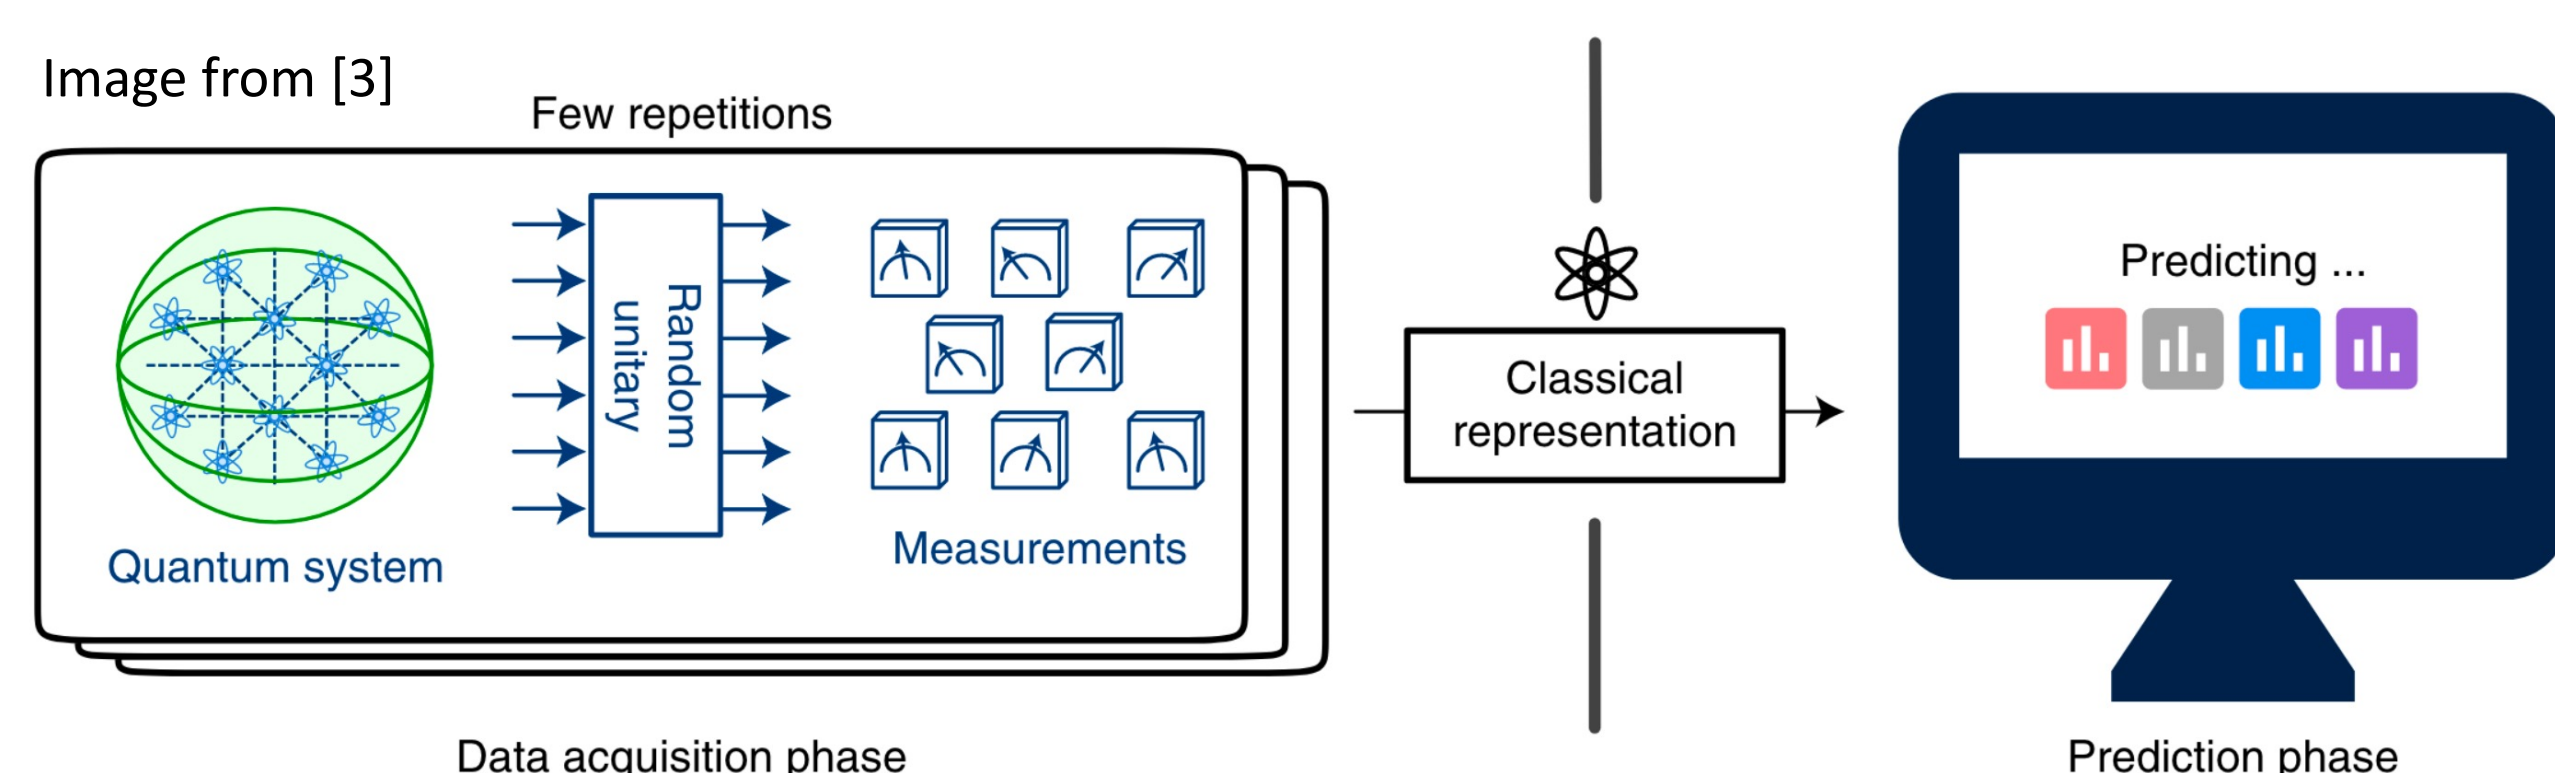 Image from [3]
Few repetitions
Random
unitary
Quantum system
Measurements
Classical
representation
Predicting ...
Data acquisition phase
Prediction phase